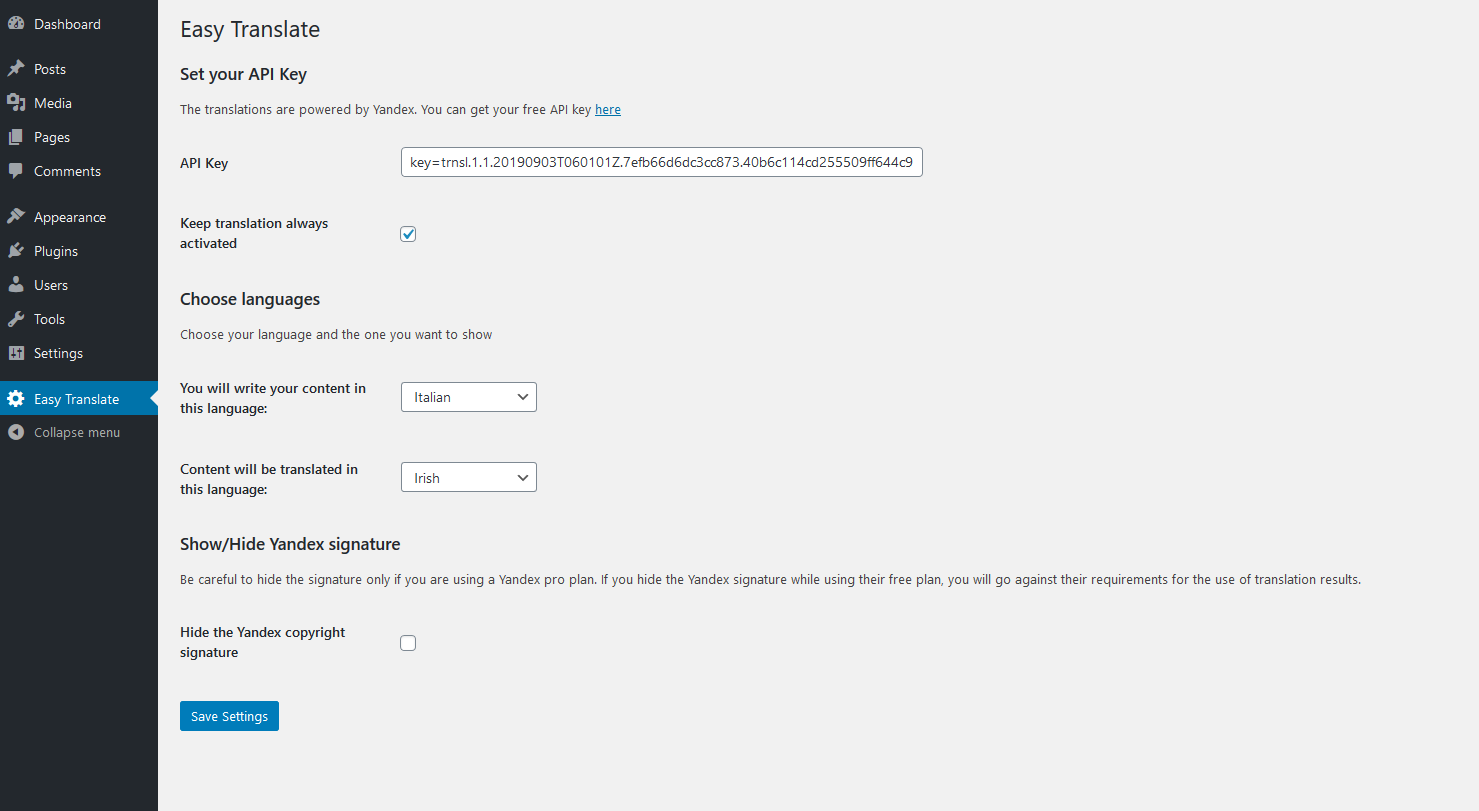 Dashboard
Posts
Media
Pages
Comments
Appearance
Plugins
Users
Tools
Settings
Easy Translate
Collapse menu
Easy Translate
Set your API Key
The translations are powered by Yandex. You can get your free API key here
API Key
key=trnsl.1.1.20190903T060101Z.7efb66d6dc3cc873.40b6c114cd255509ff644c9
Keep translation always
activated
Choose languages
Choose your language and the one you want to show
You will write your content in
this language:
Italian
Content will be translated in
this language:
Irish
Show/Hide Yandex signature
Be careful to hide the signature only if you are using a Yandex pro plan. If you hide the Yandex signature while using their free plan, you will go against their requirements for the use of translation results.
Hide the Yandex copyright
signature
Save Settings